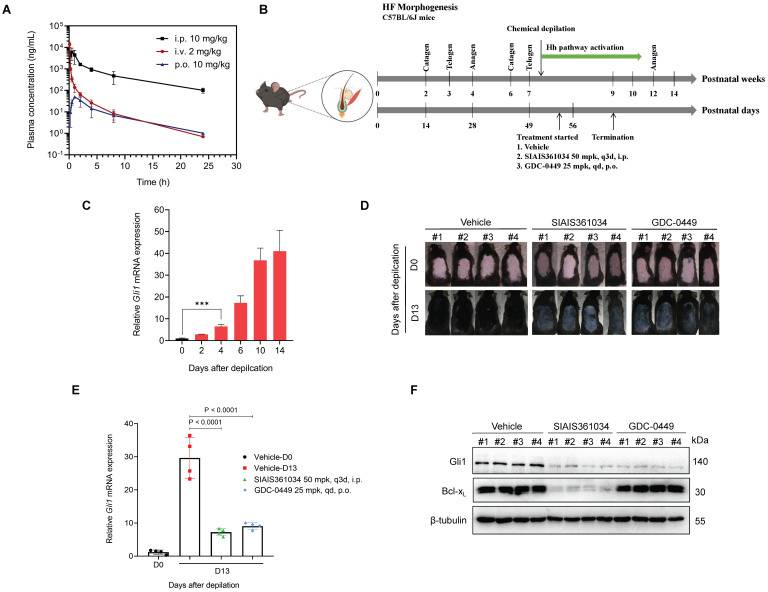 A
Plasma concentration (ng/mL)
10^5
10^4
10^3
10^2
10^1
10^0
10^-1
0 5 10 15 20 25 30
Time (h)
i.p. 10 mg/kg
i.v. 2 mg/kg
p.o. 10 mg/kg
B
HF Morphogenesis
C57BL/6J mice
Chemical depilation
Hh pathway activation
Catagen
Telogen
Anagen
Catagen
Telogen
Anagen
Postnatal weeks
0 2 3 4 6 7 9 10 12 14
Postnatal days
0 14 28 49 56
Treatment started
Termination
1. Vehicle
2. SIAIS361034 50 mpk, q3d, i.p.
3. GDC-0449 25 mpk, qd, p.o.
C
Relative Gli1 mRNA expression
60
50
40
30
20
10
0
***
0 2 4 6 10 14
Days after depilcation
D
Vehicle SIAIS361034 GDC-0449
#1 #2 #3 #4 #1 #2 #3 #4 #1 #2 #3 #4
Days after depilcation
D0
D13
E
Relative Gli1 mRNA expression
40
30
20
10
0
P < 0.0001
P < 0.0001
Vehicle-D0
Vehicle-D13
SIAIS361034 50 mpk, q3d, i.p.
GDC-0449 25 mpk, qd, p.o.
D0
D13
Days after depilation
F
Vehicle SIAIS361034 GDC-0449
#1 #2 #3 #4 #1 #2 #3 #4 #1 #2 #3 #4 kDa
Gli1 140
Bcl-xL 30
β-tubulin 55